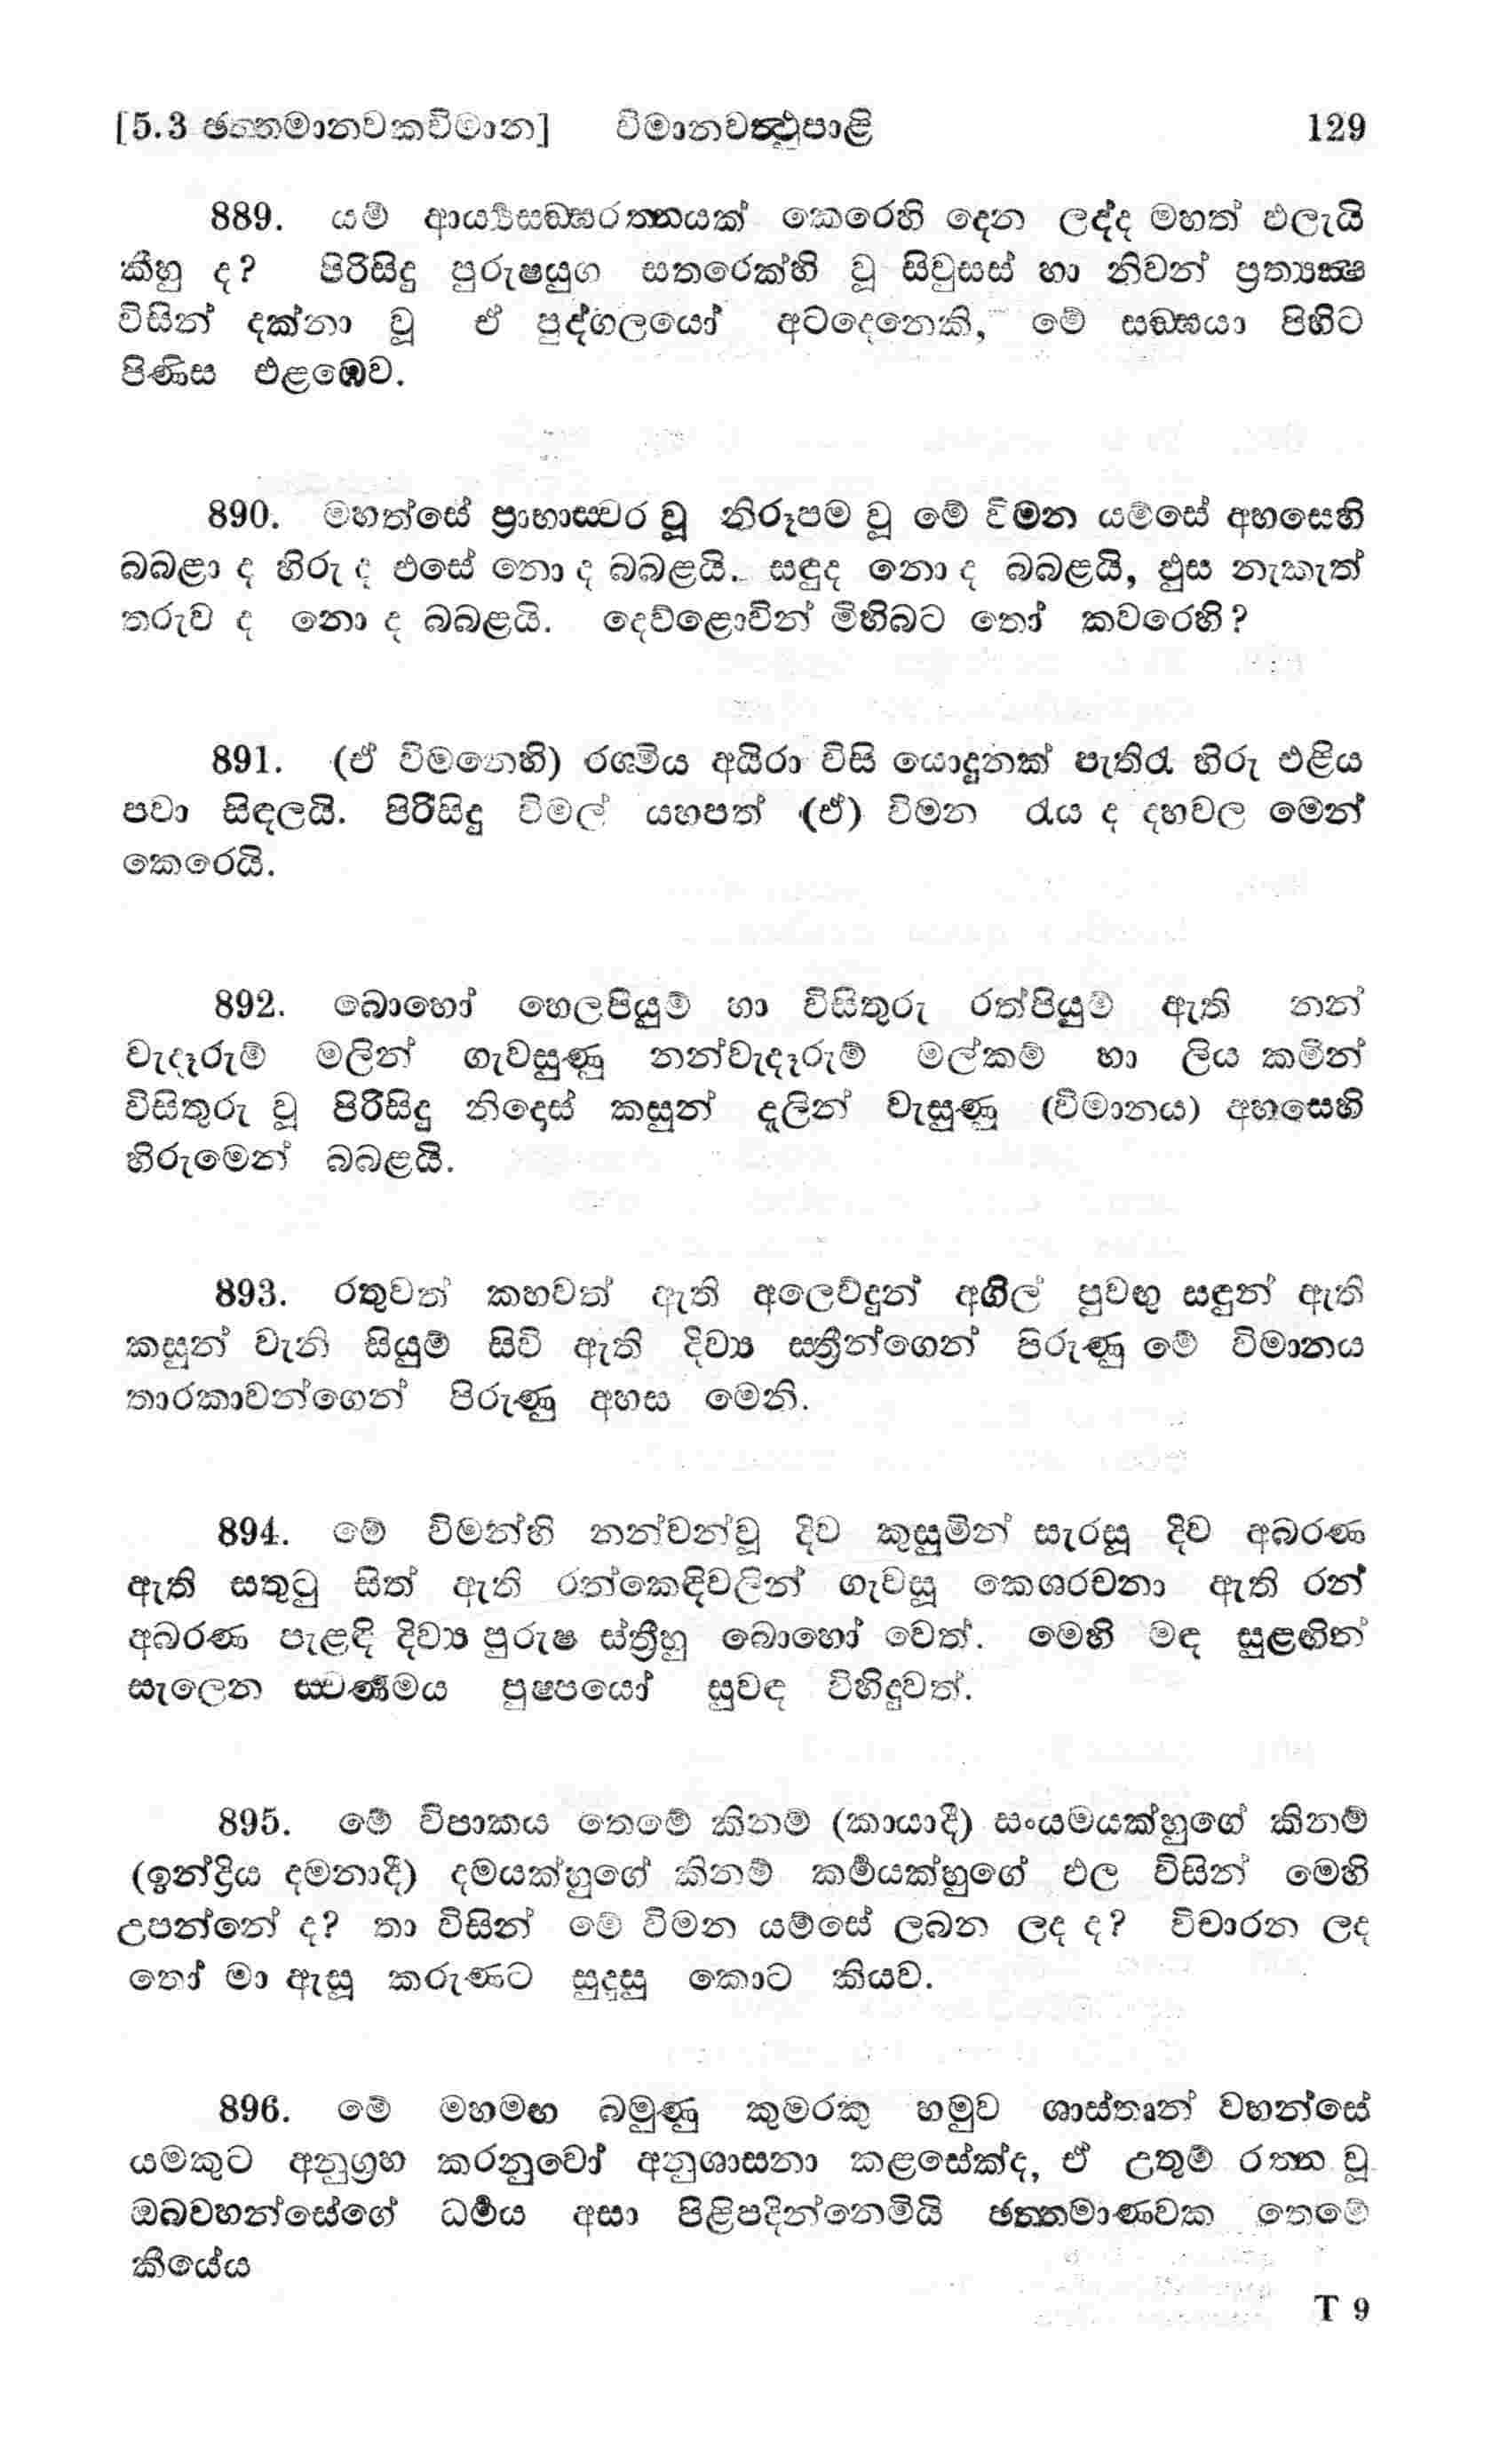 [5.3 ඡත්තමානවකවිමාන] විමානවත්ථුපාළි 129
889. යම් ආර්‍ය්‍යසඞ්ඝරත්නයක් කෙරෙහි දෙන ලද්ද මහත් ඵලැයි
කීහු ද? පිරිසිදු පුරුෂයුග සතරෙක්හි වූ සිවුසස් හා නිවන් ප්‍රත්‍යක්‍ෂ
විසින් දක්නා වූ ඒ පුද්ගලයෝ අටදෙනෙකි, මේ සඞ්ඝයා පිහිට
පිණිස එළඹෙව.
890. මහත්සේ ප්‍රාභාස්වර වූ නිරූපම වූ මේ විමන යම්සේ අහසෙහි
බබළා ද හිරු ද එසේ නො ද බබළයි. සඳුද නො ද බබළයි, ඵුස නැකැත්
තරුව ද නො ද බබළයි. දෙව්ළොවින් මිහිබට තෝ කවරෙහි?
891. (ඒ විමනෙහි) රශ්මිය අයිරා විසි යොදුනක් පැතිර හිරු එළිය
පවා සිඳලයි. පිරිසිදු විමල් යහපත් (ඒ) විමන රැය ද දහවල මෙන්
කෙරෙයි.
892. බොහෝ හෙලපියුම් හා විසිතුරු රත්පියුම් ඇති නන්
වැදෑරුම් මලින් ගැවසුණු නන්වැදෑරුම් මල්කම් හා ලිය කමින්
විසිතුරු වූ පිරිසිදු නිදොස් කසුන් දැලින් වැසුණු (විමානය) අහසෙහි
හිරුමෙන් බබළයි.
893. රතුවත් කහවත් ඇති අලෙව්දුන් අගිල් පුවඟු සඳුන් ඇති
කසුන් වැනි සියුම් සිවි ඇති දිව්‍ය ස්ත්‍රීන්ගෙන් පිරුණු මේ විමානය
තාරකාවන්ගෙන් පිරුණු අහස මෙනි.
894. මේ විමන්හි නන්වන්වූ දිව කුසුමින් සැරසූ දිව අබරණ
ඇති සතුටු සිත් ඇති රන්කෙඳිවලින් ගැවසූ කෙශරචනා ඇති රන්
අබරණ පැළඳි දිව්‍ය පුරුෂ ස්ත්‍රීහු බොහෝ වෙත්. මෙහි මඳ සුළඟින්
සැලෙන ස්වර්ණමය පුෂ්පයෝ සුවඳ විහිදුවත්.
895. මේ විපාකය තෙමේ කිනම් (කායාදී) සංයමයක්හුගේ කිනම්
(ඉන්ද්‍රිය දමනාදී) දමයක්හුගේ කිනම් කර්මයක්හුගේ ඵල විසින් මෙහි
උපන්නේ ද? තා විසින් මේ විමන යම්සේ ලබන ලද ද? විචාරන ලද
තෝ මා ඇසූ කරුණට සුදුසු කොට කියව.
896. මේ මහමඟ බමුණු කුමරකු හමුව ශාස්තෘන් වහන්සේ
යමකුට අනුග්‍රහ කරනුවෝ අනුශාසනා කළසේක්ද, ඒ උතුම් රත්න වූ
ඔබවහන්සේගේ ධර්මය අසා පිළිපදින්නෙමියි ඡත්තමාණවක තෙමේ
කීයේය
T 9